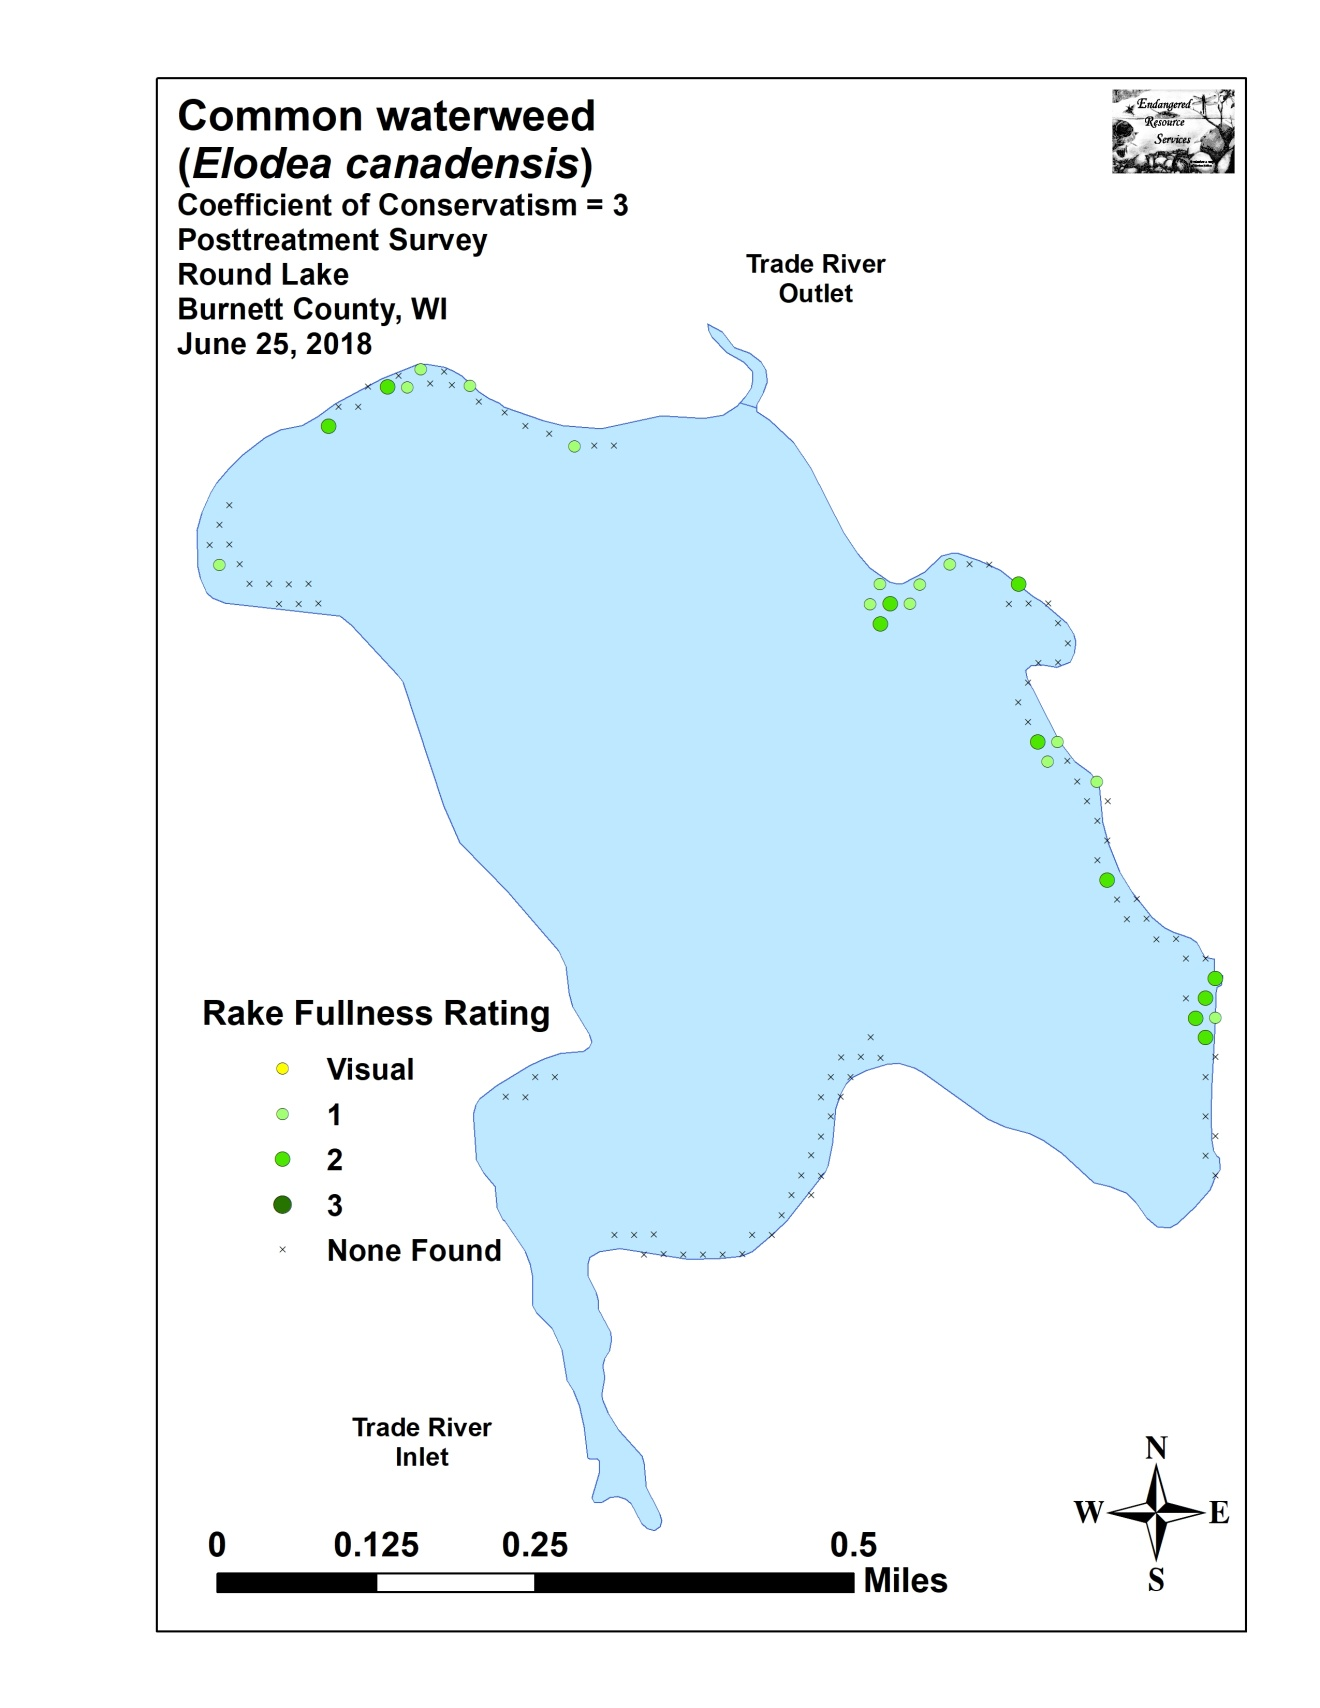 Common waterweed
(Elodea canadensis)
Coefficient of Conservatism = 3
Posttreatment Survey
Round Lake
Burnett County, WI
June 25, 2018
Endangered
Resource
Services
Trade River
Outlet
Rake Fullness Rating
Visual
1
2
3
None Found
Trade River
Inlet
N
W E
S
0 0.125 0.25 0.5
Miles